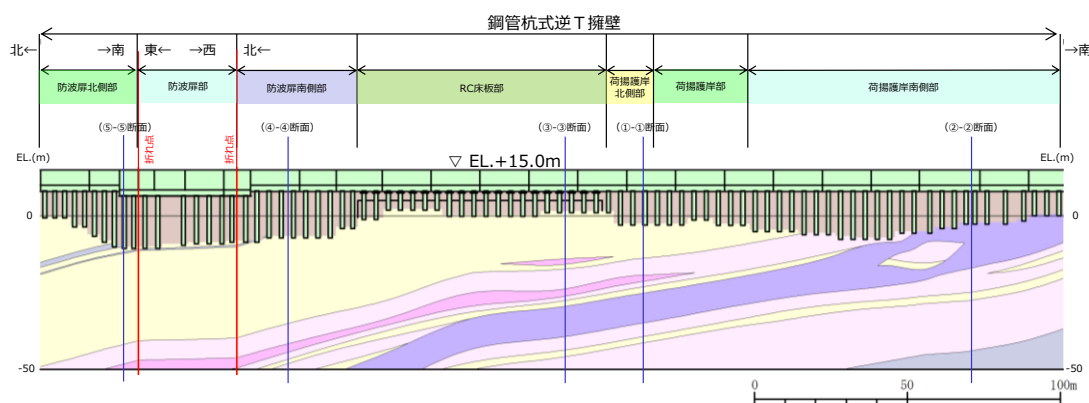 鋼管杭式逆T擁壁
北← →南 東← →西 北← →南
防波扉北側部 防波扉部 防波扉南側部 RC床板部 荷揚護岸北側部 荷揚護岸部 荷揚護岸南側部
(⑤-⑤断面) (④-④断面) (③-③断面) (①-①断面) (②-②断面)
折れ点 折れ点
EL.(m) ▽ EL.+15.0m EL.(m)
0 0
-50 -50
0 50 100m